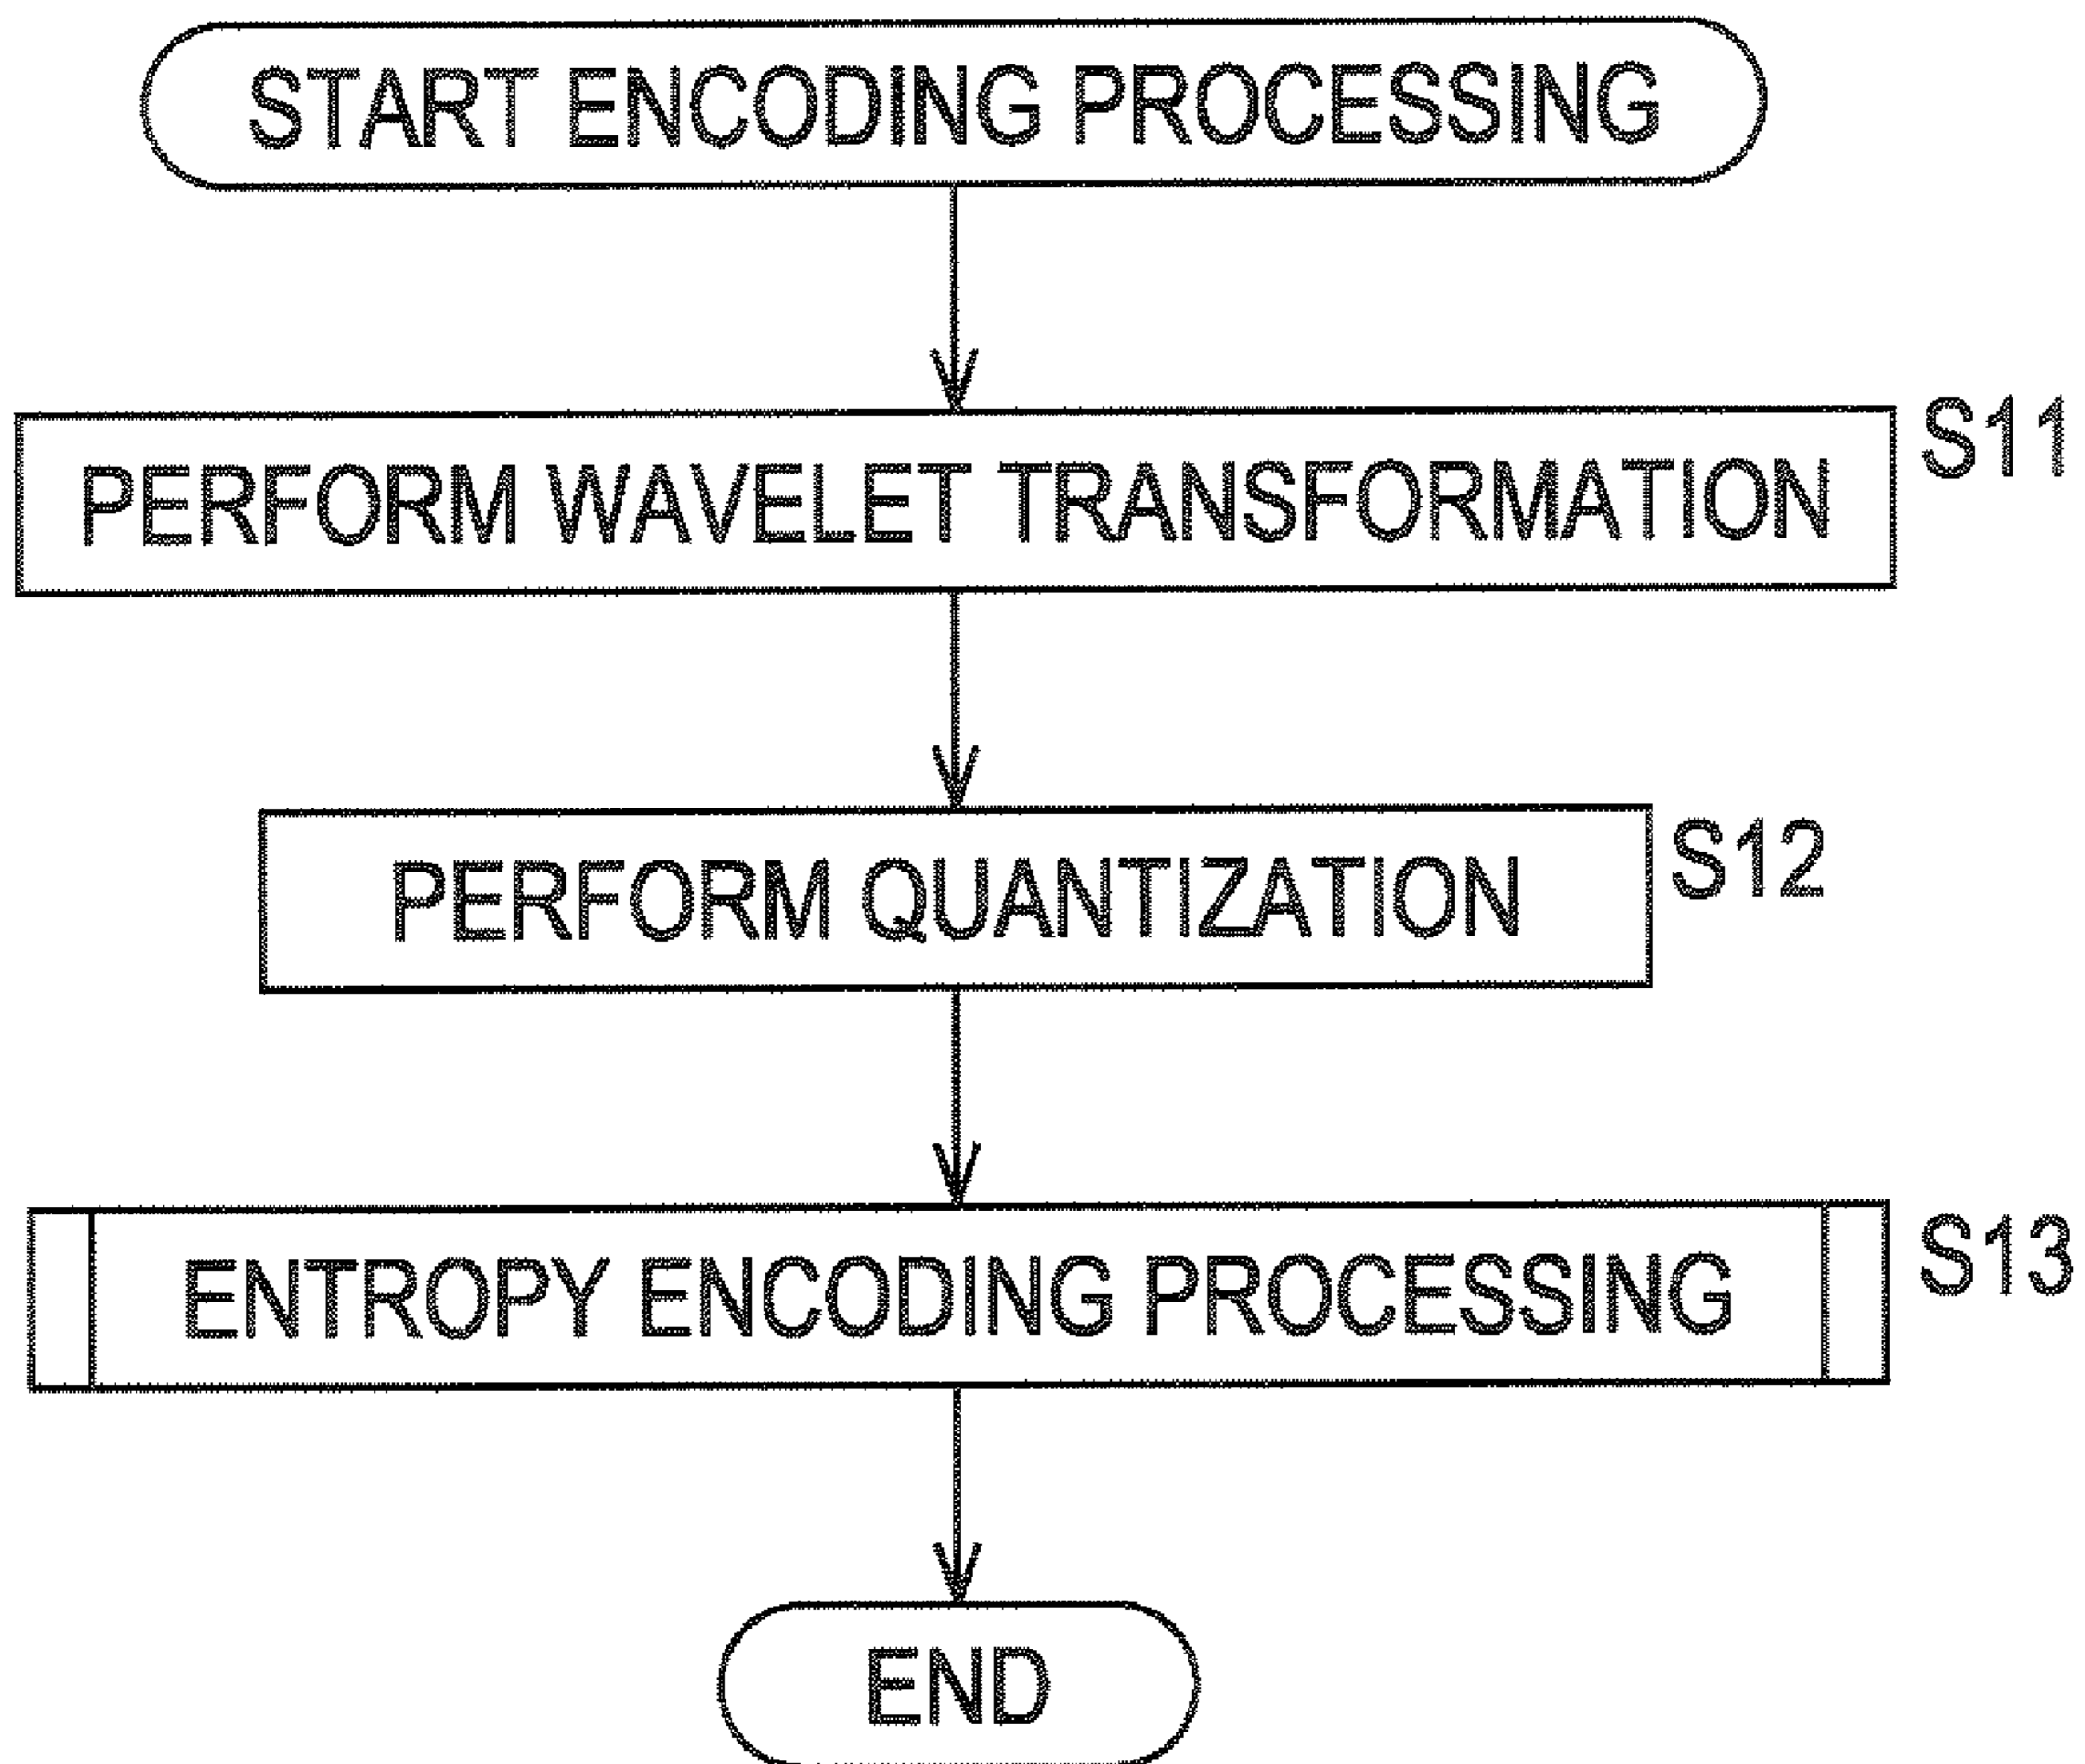 START ENCODING PROCESSING
S11
PERFORM WAVELET TRANSFORMATION
S12
PERFORM QUANTIZATION
S13
ENTROPY ENCODING PROCESSING
END